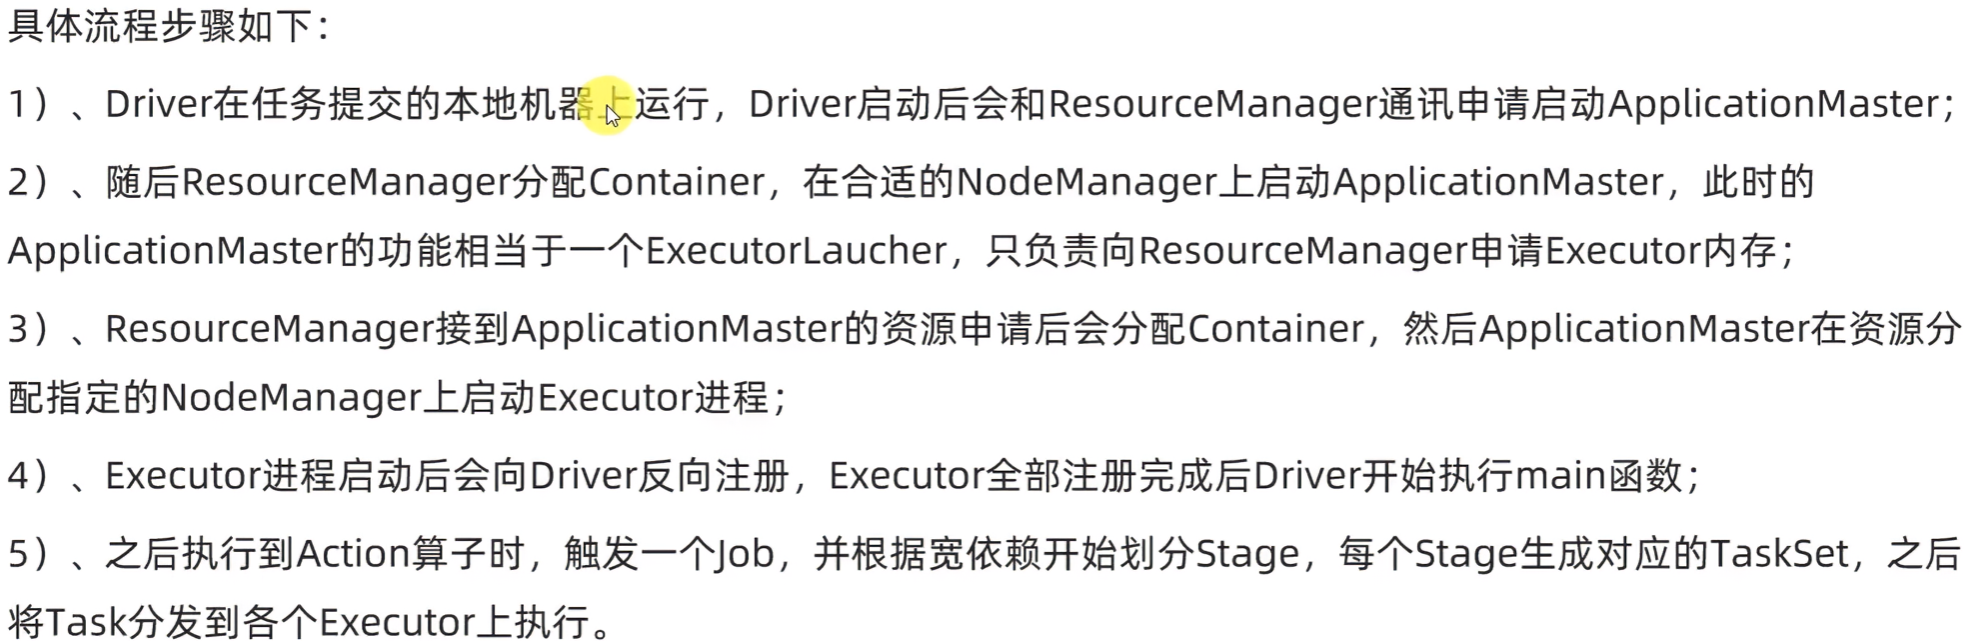 具体流程步骤如下：
1）、Driver在任务提交的本地机器上运行，Driver启动后会和ResourceManager通讯申请启动ApplicationMaster；
2）、随后ResourceManager分配Container，在合适的NodeManager上启动ApplicationMaster，此时的
ApplicationMaster的功能相当于一个ExecutorLaucher，只负责向ResourceManager申请Executor内存；
3）、ResourceManager接到ApplicationMaster的资源申请后会分配Container，然后ApplicationMaster在资源分
配指定的NodeManager上启动Executor进程；
4）、Executor进程启动后会向Driver反向注册，Executor全部注册完成后Driver开始执行main函数；
5）、之后执行到Action算子时，触发一个Job，并根据宽依赖开始划分Stage，每个Stage生成对应的TaskSet，之后
将Task分发到各个Executor上执行。